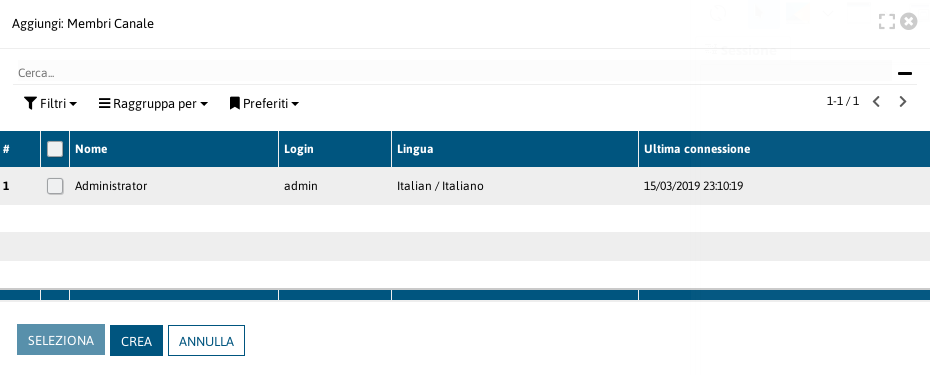 Aggiungi: Membri Canale
Cerca...
Filtri Raggruppa per Preferiti 1-1 / 1
# Nome Login Lingua Ultima connessione
1 Administrator admin Italian / Italiano 15/03/2019 23:10:19
SELEZIONA CREA ANNULLA